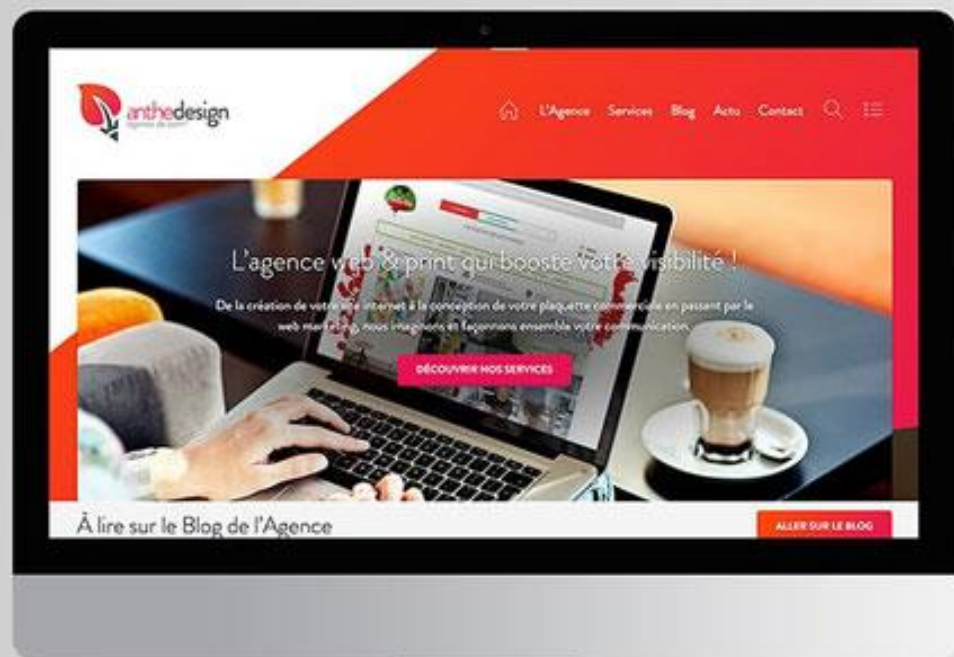 anthedesign
L'Agence Services Blog Actu Contact
L'agence web & print qui booste votre visibilité !
De la création de votre site internet à la conception de votre plaquette commerciale en passant par le
web marketing, nous imaginons et façonnons ensemble votre communication.
DÉCOUVRIR NOS SERVICES
À lire sur le Blog de l'Agence
ALLER SUR LE BLOG